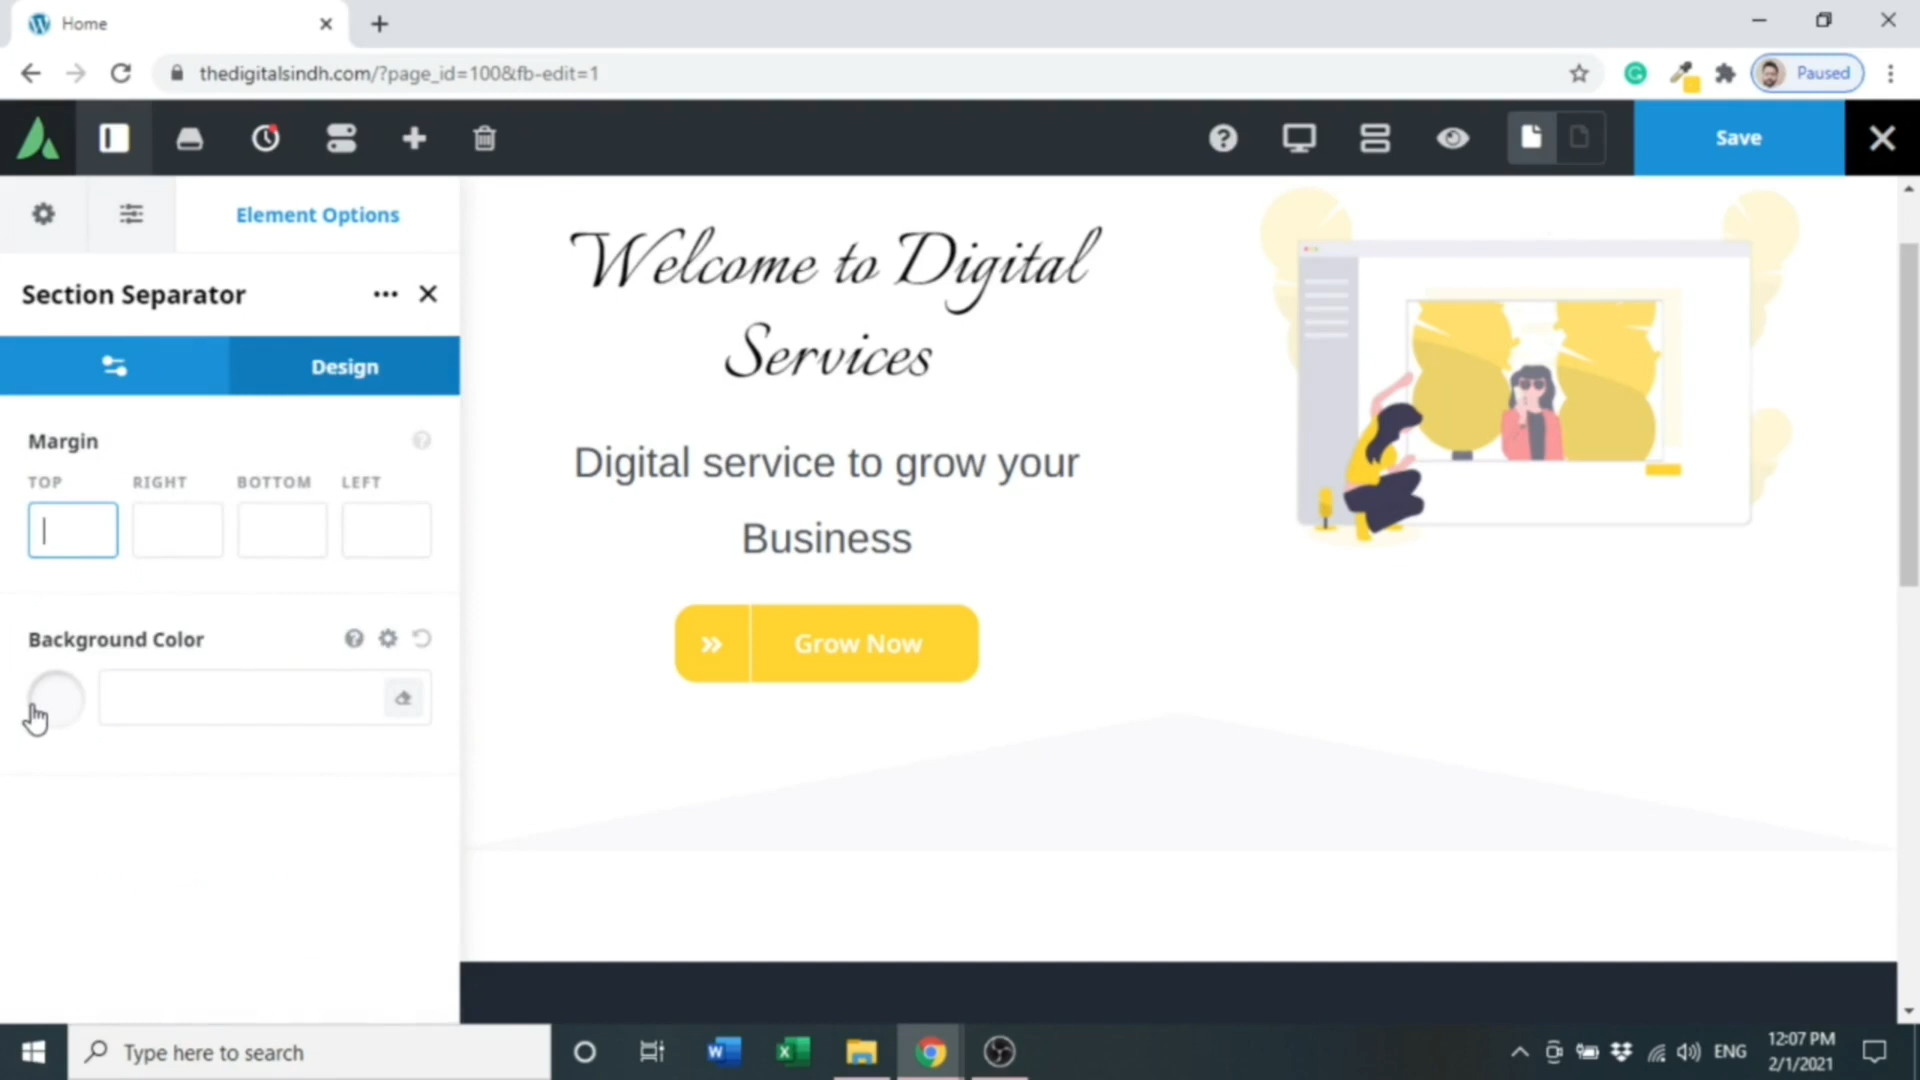 Home
thedigitalsindh.com/?page_id=100&fb-edit=1
Paused
Save
Element Options
Section Separator
Design
Margin
TOP RIGHT BOTTOM LEFT
Background Color
Welcome to Digital
Services
Digital service to grow your
Business
» Grow Now
Type here to search
ENG
12:07 PM
2/1/2021